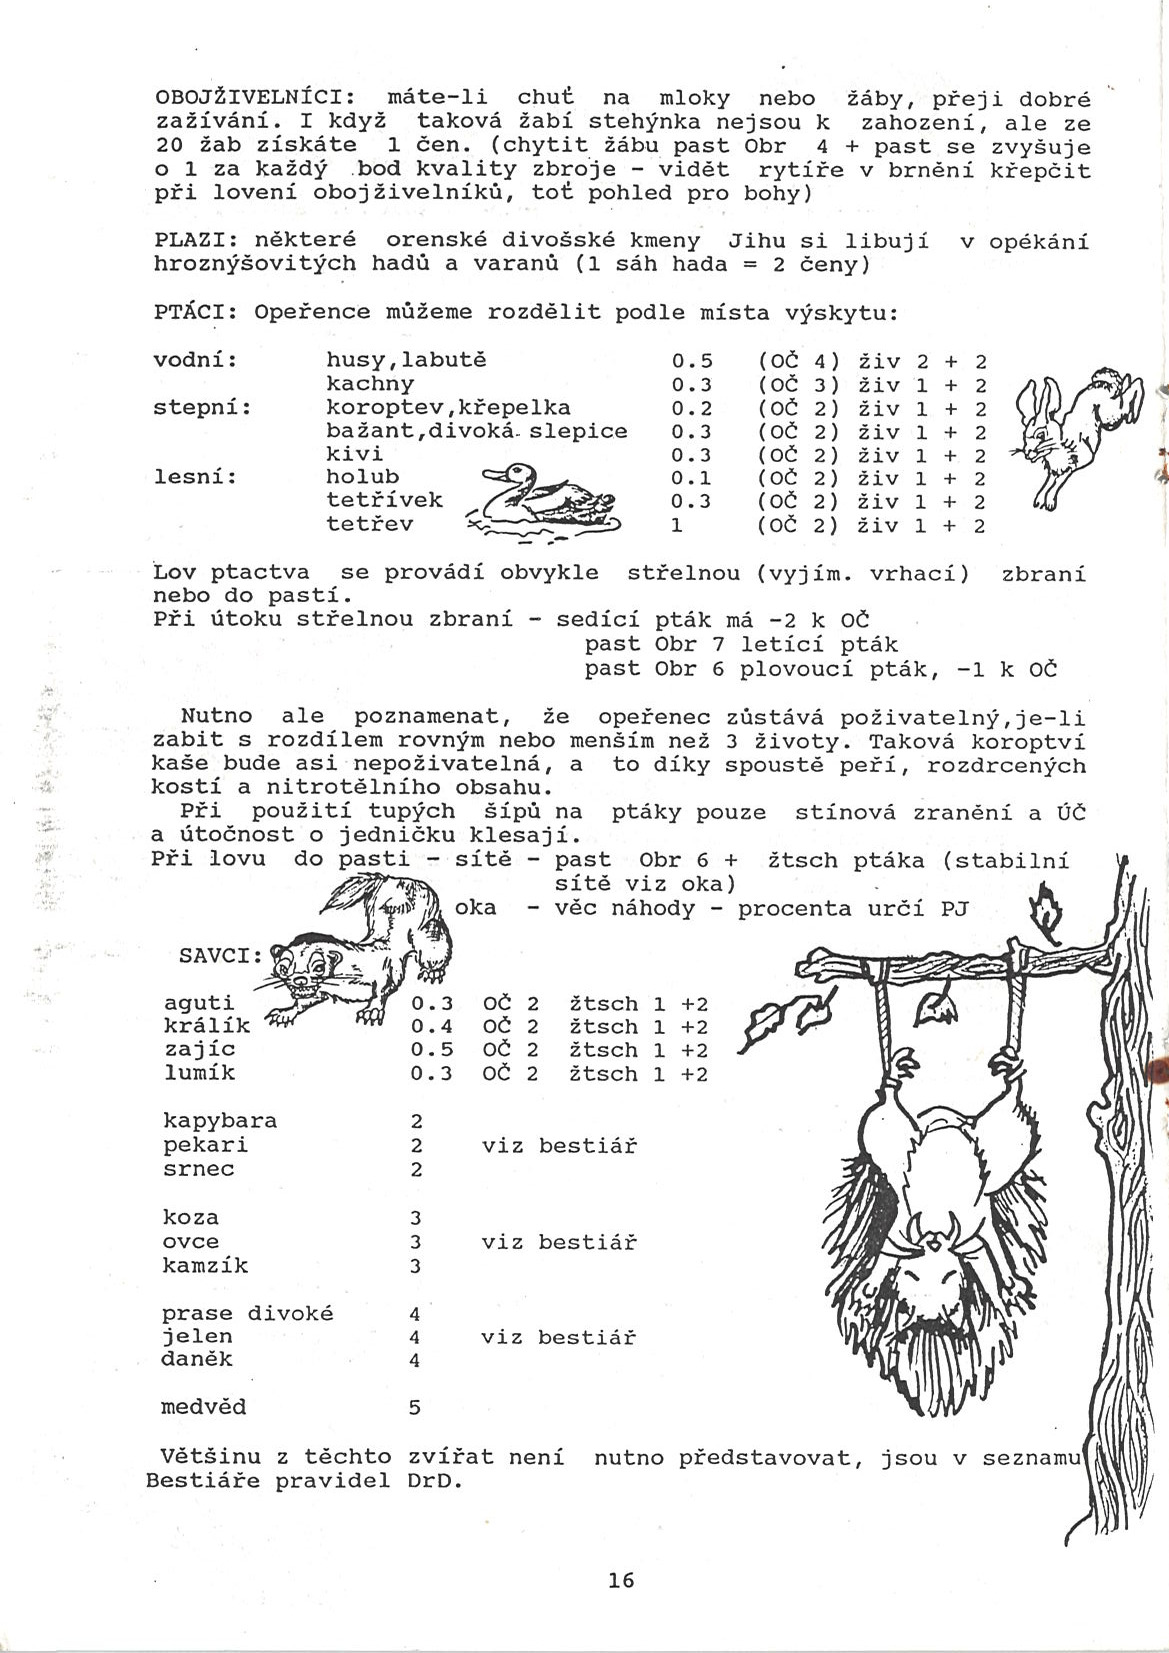 OBOJŽIVELNÍCI: máte-li chuť na mloky nebo žáby, přeji dobré
zažívání. I když taková žabí stehýnka nejsou k zahození, ale ze
20 žab získáte 1 čen. (chytit žábu past Obr 4 + past se zvyšuje
o 1 za každý bod kvality zbroje - vidět rytíře v brnění křepčit
při lovení obojživelníků, toť pohled pro bohy)
PLAZI: některé orenské divošské kmeny Jihu si libují v opékání
hroznýšovitých hadů a varanů (1 sáh hada = 2 čeny)
PTÁCI: Opeřence můžeme rozdělit podle místa výskytu:
vodní: husy,labutě 0.5 (OČ 4) živ 2 + 2
kachny 0.3 (OČ 3) živ 1 + 2
stepní: koroptev,křepelka 0.2 (OČ 2) živ 1 + 2
bažant,divoká slepice 0.3 (OČ 2) živ 1 + 2
kivi 0.3 (OČ 2) živ 1 + 2
lesní: holub 0.1 (OČ 2) živ 1 + 2
tetřívek 0.3 (OČ 2) živ 1 + 2
tetřev 1 (OČ 2) živ 1 + 2
Lov ptactva se provádí obvykle střelnou (vyjím. vrhací) zbraní
nebo do pastí.
Při útoku střelnou zbraní - sedící pták má -2 k OČ
past Obr 7 letící pták
past Obr 6 plovoucí pták, -1 k OČ
Nutno ale poznamenat, že opeřenec zůstává poživatelný,je-li
zabit s rozdílem rovným nebo menším než 3 životy. Taková koroptví
kaše bude asi nepoživatelná, a to díky spoustě peří, rozdrcených
kostí a nitrotělního obsahu.
Při použití tupých šípů na ptáky pouze stínová zranění a ÚČ
a útočnost o jedničku klesají.
Při lovu do pasti - sítě - past Obr 6 + žtsch ptáka (stabilní
sítě viz oka)
oka - věc náhody - procenta určí PJ
SAVCI:
aguti 0.3 OČ 2 žtsch 1 +2
králík 0.4 OČ 2 žtsch 1 +2
zajíc 0.5 OČ 2 žtsch 1 +2
lumík 0.3 OČ 2 žtsch 1 +2
kapybara 2
pekari 2 viz bestiář
srnec 2
koza 3
ovce 3 viz bestiář
kamzík 3
prase divoké 4
jelen 4 viz bestiář
daněk 4
medvěd 5
Většinu z těchto zvířat není nutno představovat, jsou v seznamu
Bestiáře pravidel DrD.
16